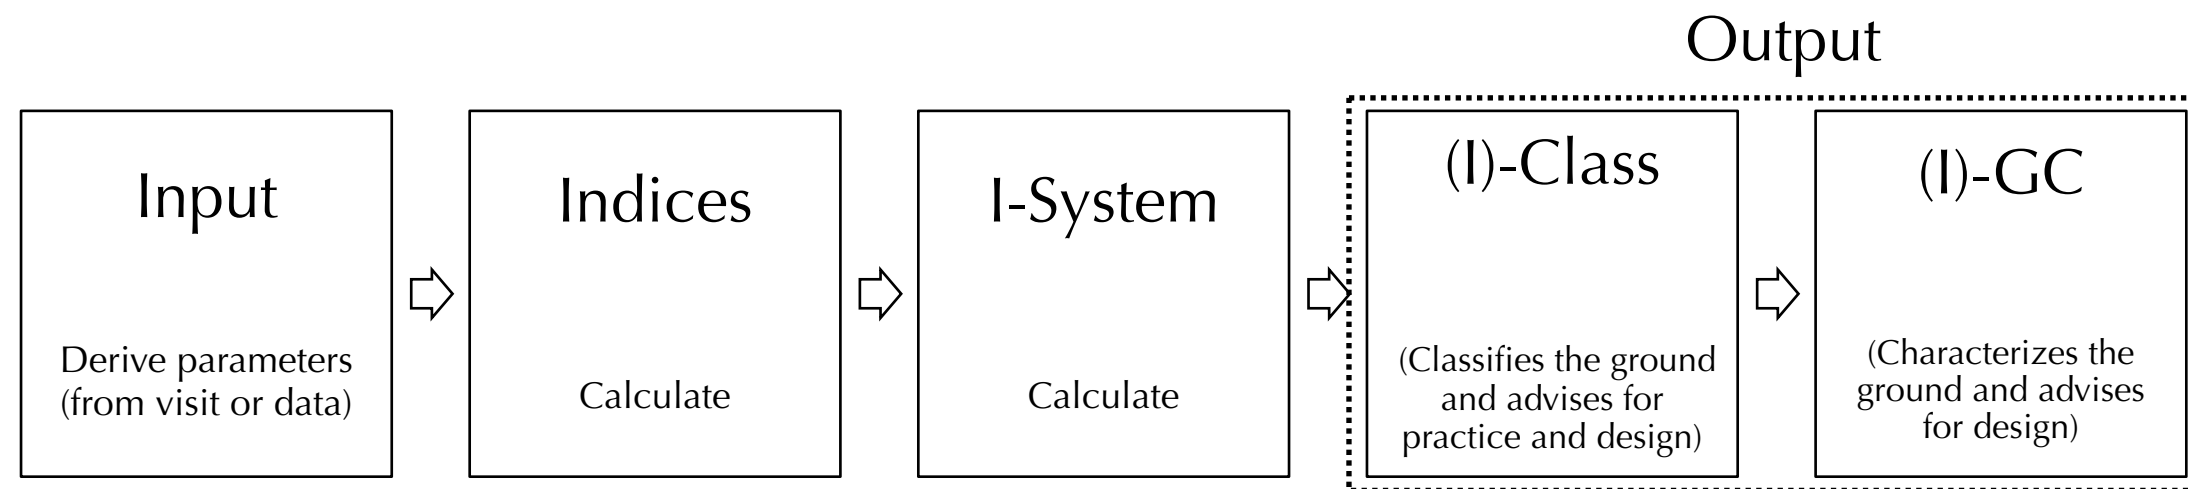 Output
Input
Derive parameters
(from visit or data)
Indices
Calculate
I-System
Calculate
(I)-Class
(Classifies the ground
and advises for
practice and design)
(I)-GC
(Characterizes the
ground and advises
for design)